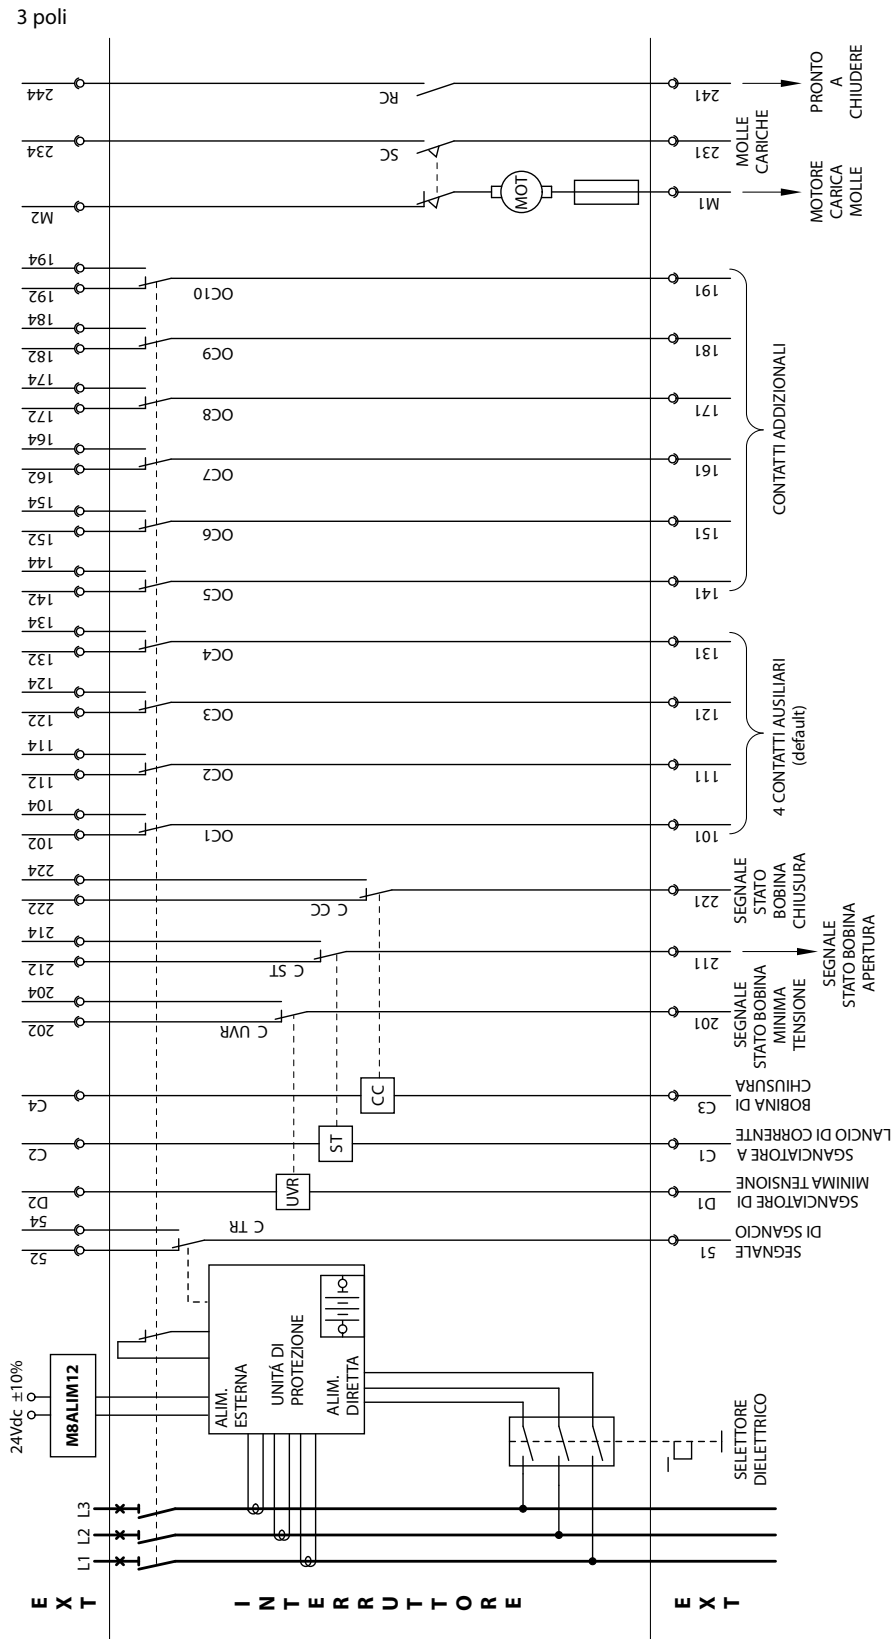 3 poli
244
RC
241
PRONTO
A
CHIUDERE
234
SC
231
MOLLE
CARICHE
M2
MOT
M1
MOTORE
CARICA
MOLLE
194
192
OC10
191
184
182
OC9
181
174
172
OC8
171
164
162
OC7
161
154
152
OC6
151
144
142
OC5
141
CONTATTI ADDIZIONALI
134
132
OC4
131
124
122
OC3
121
114
112
OC2
111
104
102
OC1
101
4 CONTATTI AUSILIARI
(default)
224
222
C CC
221
SEGNALE
STATO
BOBINA
CHIUSURA
214
212
C ST
211
SEGNALE
STATO BOBINA
APERTURA
204
202
C UVR
201
SEGNALE
STATO BOBINA
MINIMA
TENSIONE
C4
CC
C3
BOBINA DI
CHIUSURA
C2
ST
C1
SGANCIATORE A
LANCIO DI CORRENTE
D2
UVR
D1
SGANCIATORE DI
MINIMA TENSIONE
54
52
C TR
51
SEGNALE
DI SGANCIO
24Vdc ±10%
M8ALIM12
ALIM.
ESTERNA
UNITÁ DI
PROTEZIONE
ALIM.
DIRETTA
SELETTORE
DIELETTRICO
L3
L2
L1
EXT
INTERRUTTORE
EXT